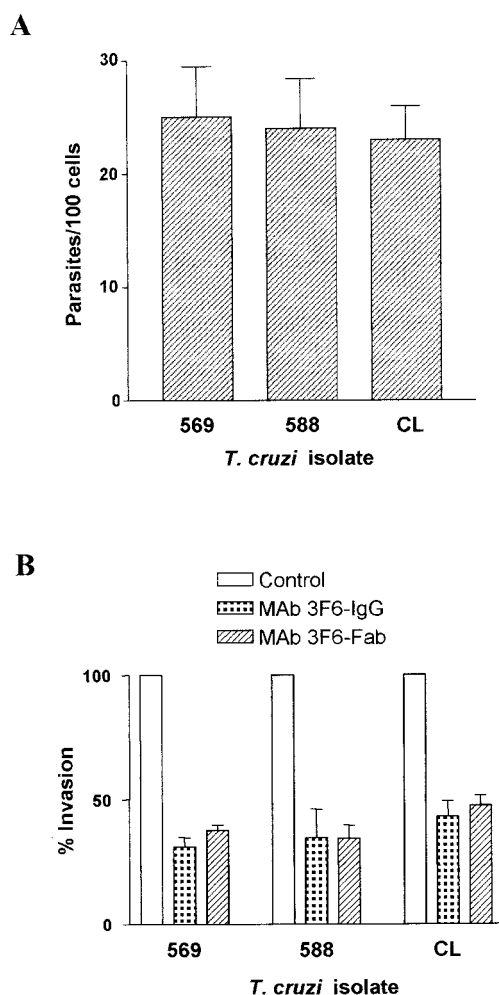 A
30
20
10
0
Parasites/100 cells
569 588 CL
T. cruzi isolate
B
Control
MAb 3F6-IgG
MAb 3F6-Fab
100
50
0
% Invasion
569 588 CL
T. cruzi isolate